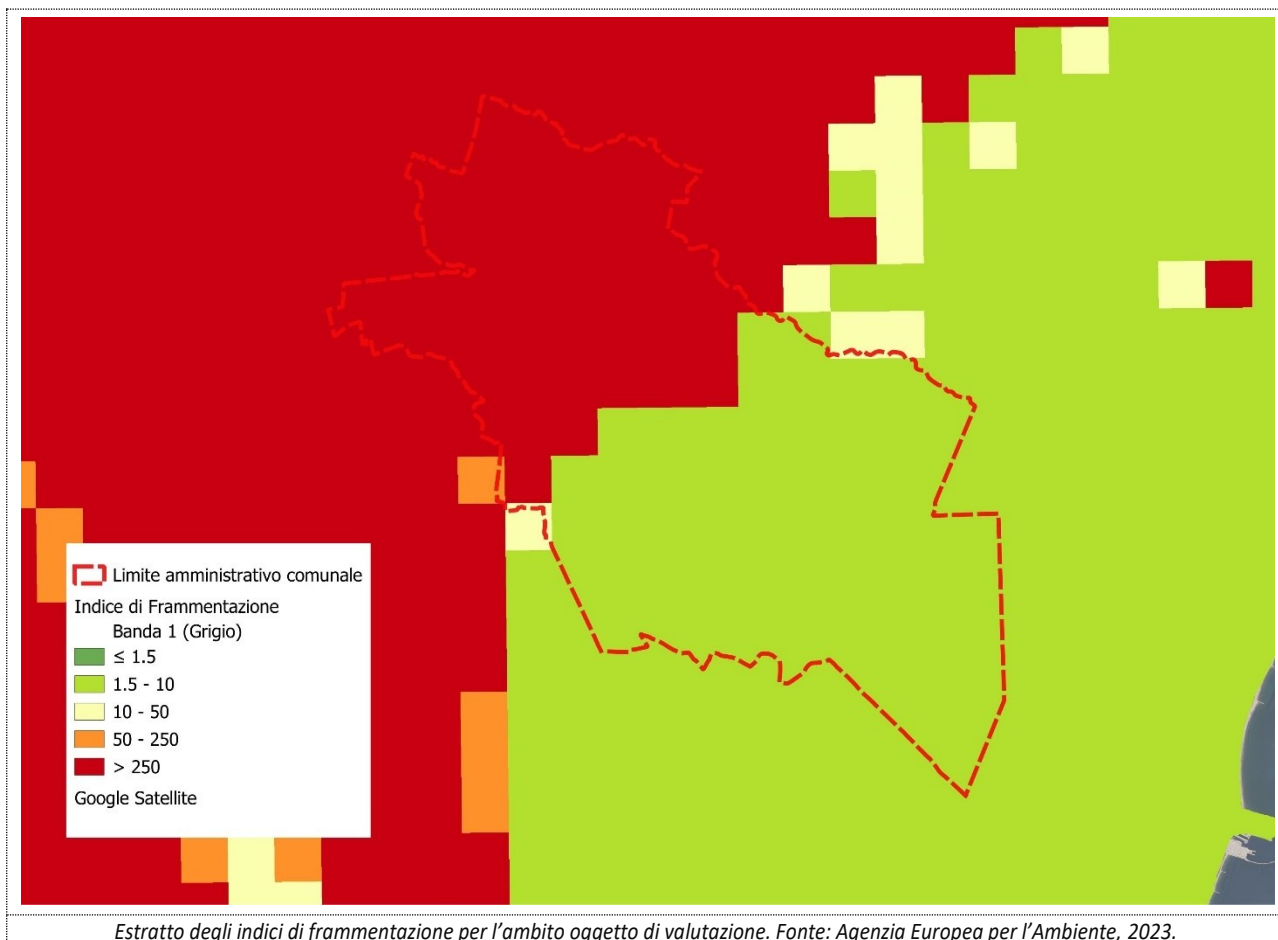 Limite amministrativo comunale
Indice di Frammentazione
Banda 1 (Grigio)
≤ 1.5
1.5 - 10
10 - 50
50 - 250
> 250
Google Satellite
Estratto degli indici di frammentazione per l’ambito oggetto di valutazione. Fonte: Agenzia Europea per l’Ambiente, 2023.